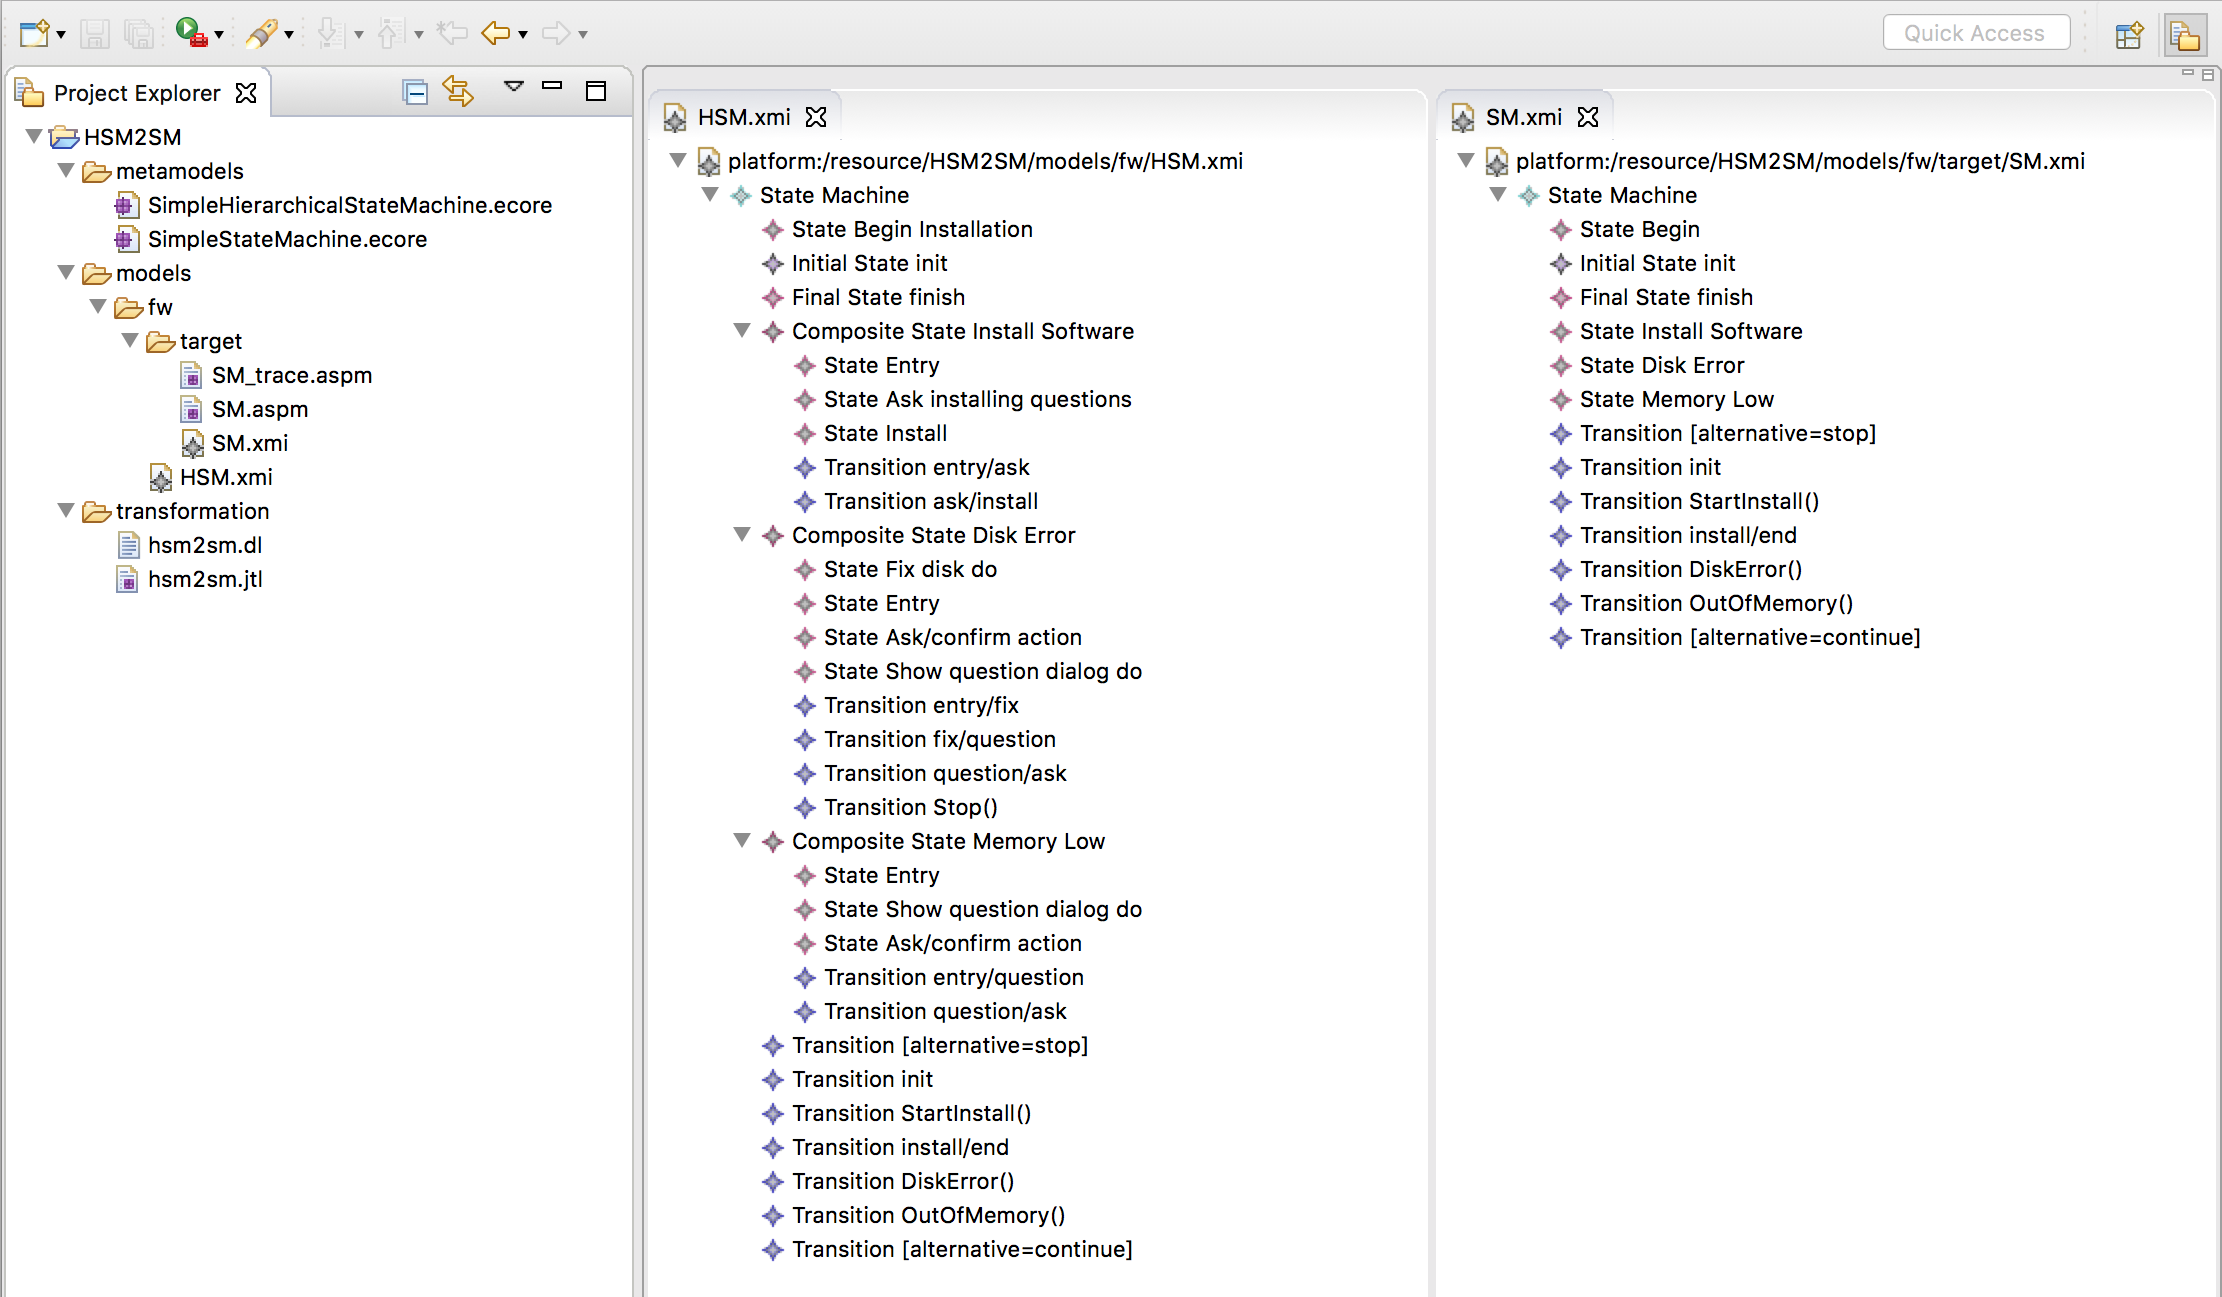 Quick Access
Project Explorer
HSM2SM
metamodels
SimpleHierarchicalStateMachine.ecore
SimpleStateMachine.ecore
models
fw
target
SM_trace.aspm
SM.aspm
SM.xmi
HSM.xmi
transformation
hsm2sm.dl
hsm2sm.jtl
HSM.xmi
platform:/resource/HSM2SM/models/fw/HSM.xmi
State Machine
State Begin Installation
Initial State init
Final State finish
Composite State Install Software
State Entry
State Ask installing questions
State Install
Transition entry/ask
Transition ask/install
Composite State Disk Error
State Fix disk do
State Entry
State Ask/confirm action
State Show question dialog do
Transition entry/fix
Transition fix/question
Transition question/ask
Transition Stop()
Composite State Memory Low
State Entry
State Show question dialog do
State Ask/confirm action
Transition entry/question
Transition question/ask
Transition [alternative=stop]
Transition init
Transition StartInstall()
Transition install/end
Transition DiskError()
Transition OutOfMemory()
Transition [alternative=continue]
SM.xmi
platform:/resource/HSM2SM/models/fw/target/SM.xmi
State Machine
State Begin
Initial State init
Final State finish
State Install Software
State Disk Error
State Memory Low
Transition [alternative=stop]
Transition init
Transition StartInstall()
Transition install/end
Transition DiskError()
Transition OutOfMemory()
Transition [alternative=continue]